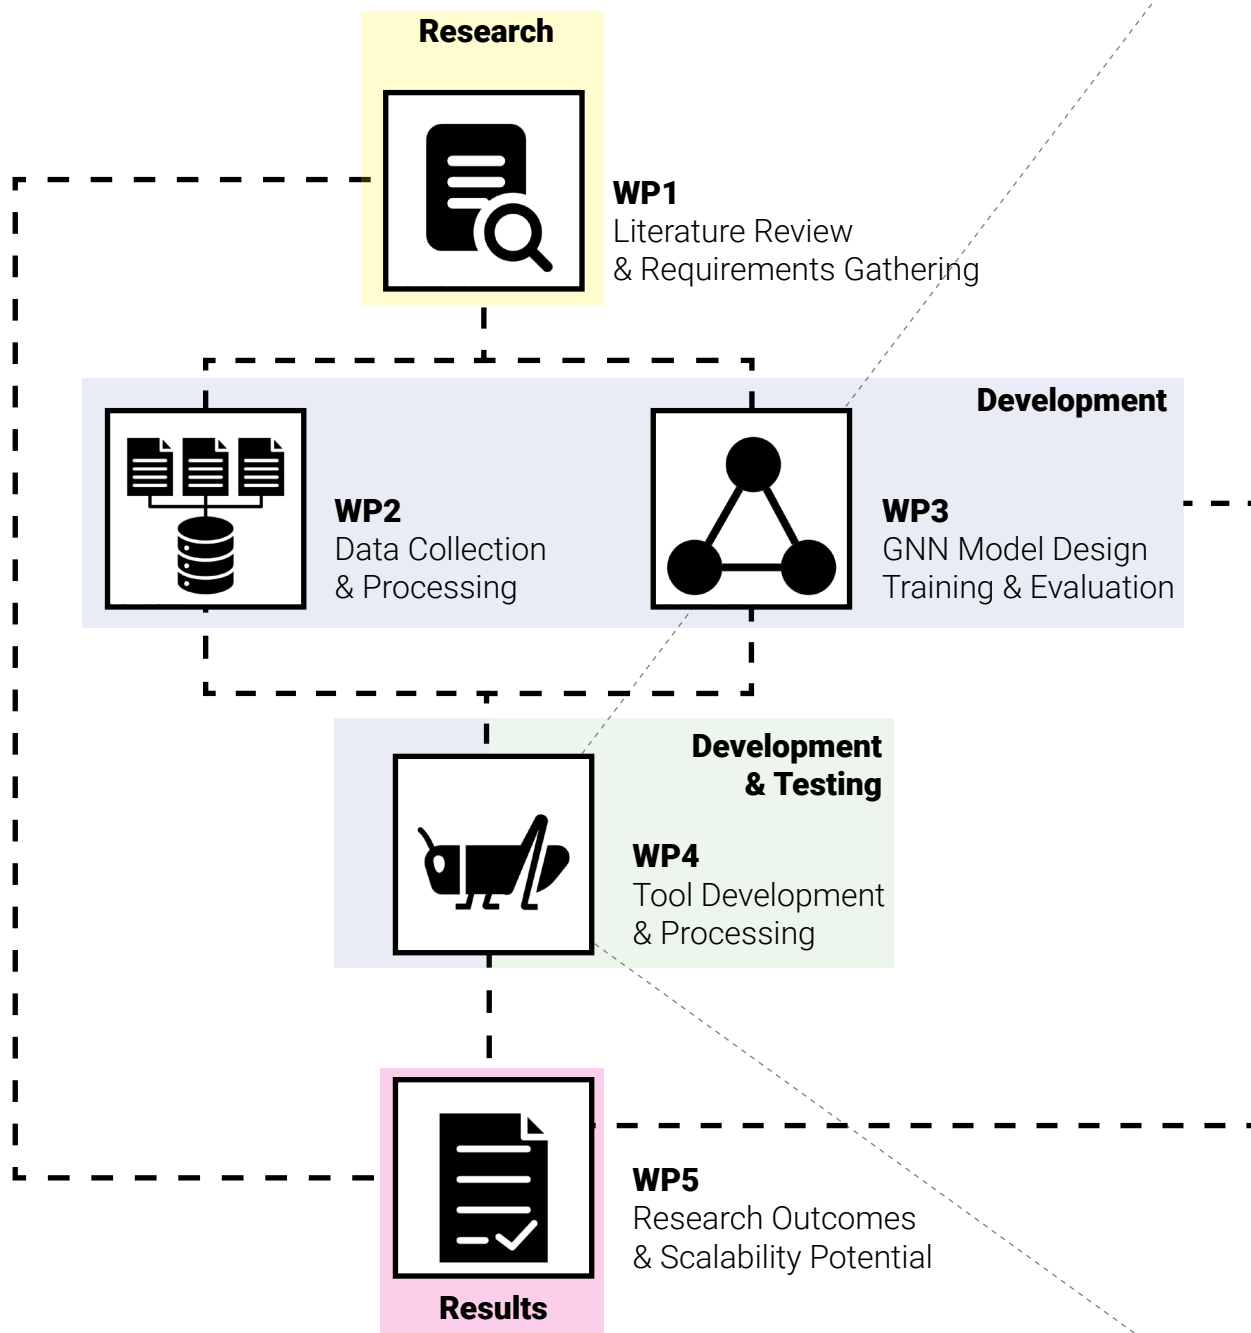 Research
WP1
Literature Review
& Requirements Gathering
Development
WP2
Data Collection
& Processing
WP3
GNN Model Design
Training & Evaluation
Development
& Testing
WP4
Tool Development
& Processing
WP5
Research Outcomes
& Scalability Potential
Results